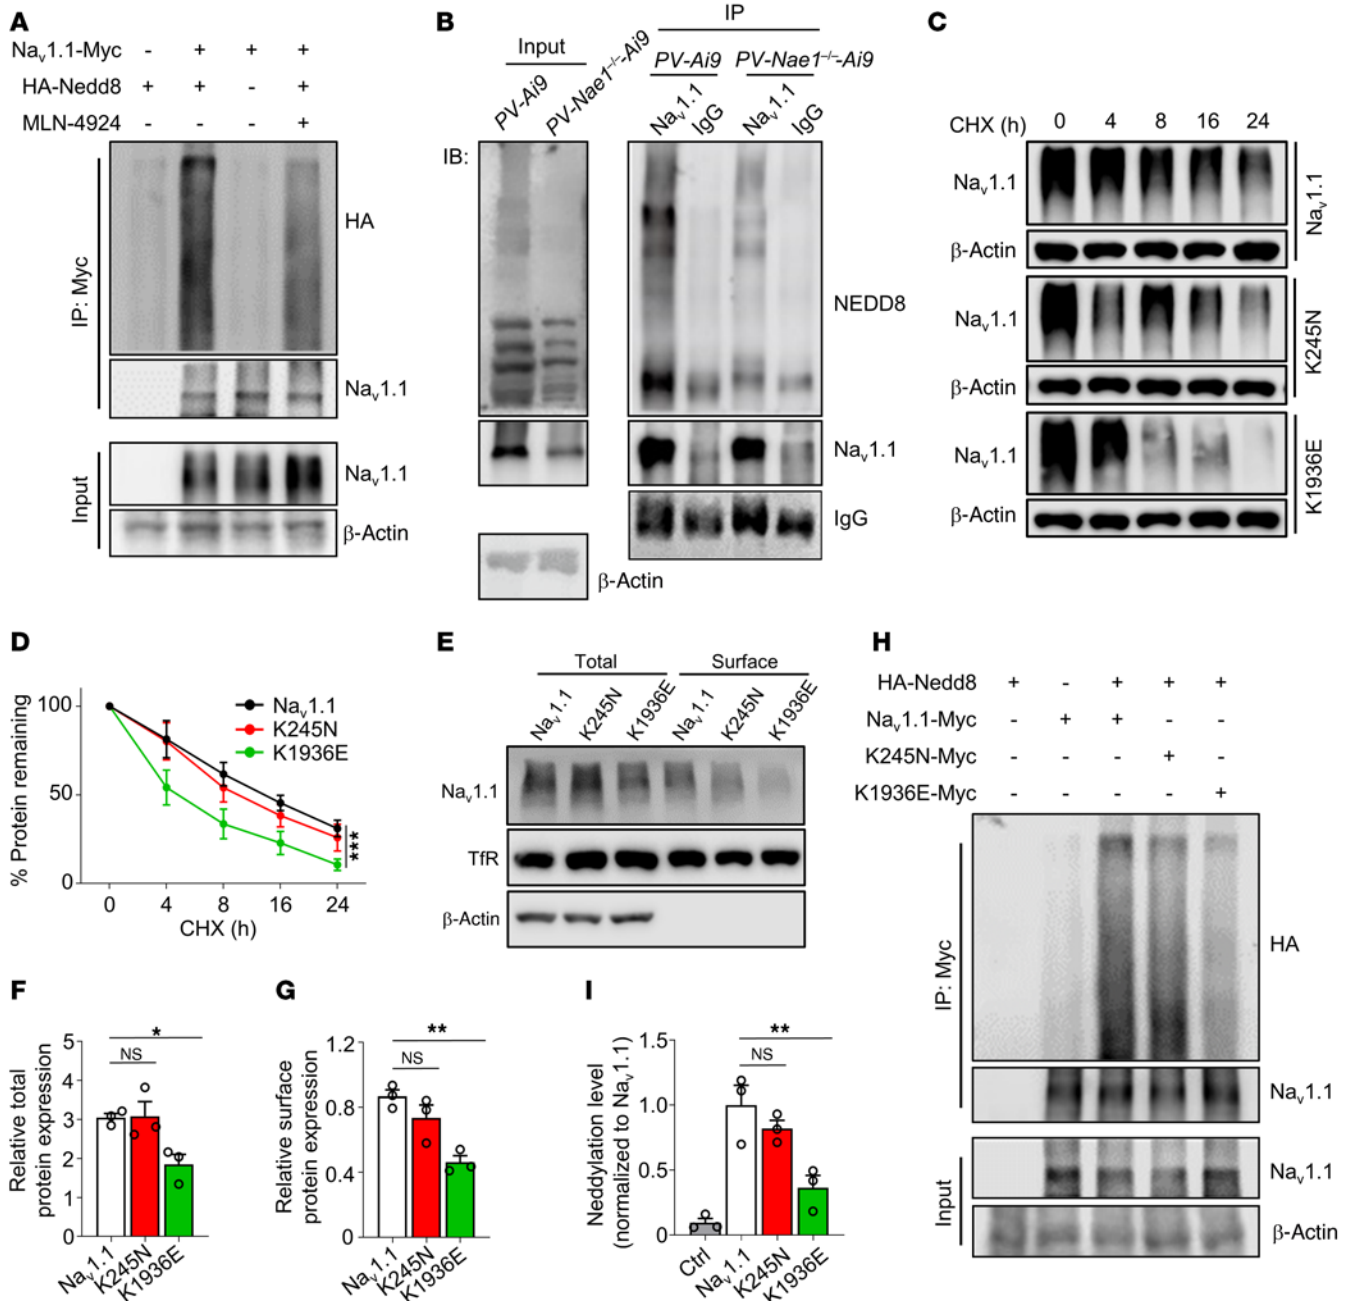 A
Nav1.1-Myc - + + +
HA-Nedd8 + + - +
MLN-4924 - - - +
IP: Myc
HA
Nav1.1
Input
Nav1.1
β-Actin
B
IP
Input
PV-Ai9 PV-Nae1–/–-Ai9
PV-Ai9 PV-Nae1–/–-Ai9
Nav1.1 IgG Nav1.1 IgG
IB:
NEDD8
Nav1.1
IgG
β-Actin
C
CHX (h) 0 4 8 16 24
Nav1.1
β-Actin
Nav1.1
Nav1.1
β-Actin
K245N
Nav1.1
β-Actin
K1936E
D
% Protein remaining
100
50
0
Nav1.1
K245N
K1936E
***
0 4 8 16 24
CHX (h)
E
Total Surface
Nav1.1 K245N K1936E Nav1.1 K245N K1936E
Nav1.1
TfR
β-Actin
H
HA-Nedd8 + - + + +
Nav1.1-Myc - + + - -
K245N-Myc - - - + -
K1936E-Myc - - - - +
IP: Myc
HA
Nav1.1
Input
Nav1.1
β-Actin
F
Relative total
protein expression
5
4
3
2
1
0
*
NS
Nav1.1
K245N
K1936E
G
Relative surface
protein expression
1.2
0.8
0.4
0
**
NS
Nav1.1
K245N
K1936E
I
Neddylation level
(normalized to Nav1.1)
1.5
1.0
0.5
0
**
NS
Ctrl
Nav1.1
K245N
K1936E